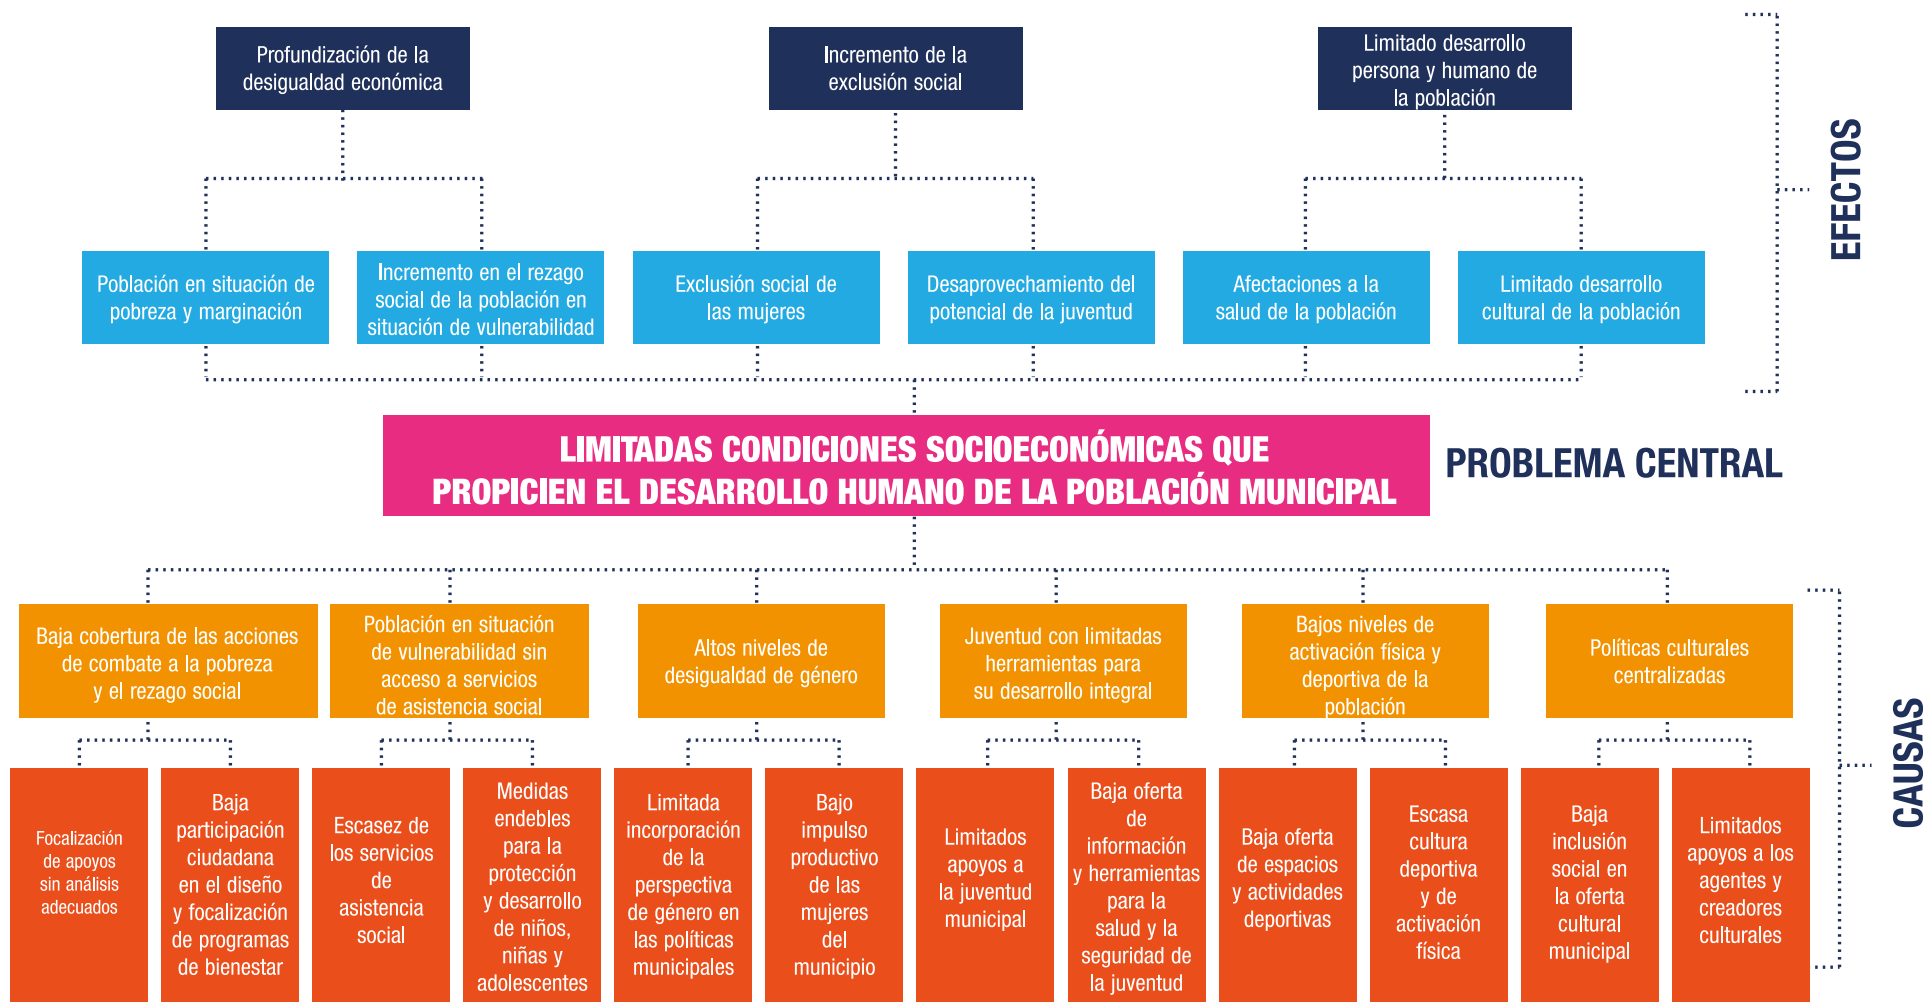 Profundización de la
desigualdad económica
Incremento de la
exclusión social
Limitado desarrollo
persona y humano de
la población
EFECTOS
Población en situación de
pobreza y marginación
Incremento en el rezago
social de la población en
situación de vulnerabilidad
Exclusión social de
las mujeres
Desaprovechamiento del
potencial de la juventud
Afectaciones a la
salud de la población
Limitado desarrollo
cultural de la población
LIMITADAS CONDICIONES SOCIOECONÓMICAS QUE
PROPICIEN EL DESARROLLO HUMANO DE LA POBLACIÓN MUNICIPAL
PROBLEMA CENTRAL
Baja cobertura de las acciones
de combate a la pobreza
y el rezago social
Población en situación
de vulnerabilidad sin
acceso a servicios
de asistencia social
Altos niveles de
desigualdad de género
Juventud con limitadas
herramientas para
su desarrollo integral
Bajos niveles de
activación física y
deportiva de la
población
Políticas culturales
centralizadas
CAUSAS
Focalización
de apoyos
sin análisis
adecuados
Baja
participación
ciudadana
en el diseño
y focalización
de programas
de bienestar
Escasez de
los servicios
de
asistencia
social
Medidas
endebles
para la
protección
y desarrollo
de niños,
niñas y
adolescentes
Limitada
incorporación
de la
perspectiva
de género en
las políticas
municipales
Bajo
impulso
productivo
de las
mujeres
del
municipio
Limitados
apoyos a
la juventud
municipal
Baja oferta
de
información
y herramientas
para la
salud y la
seguridad de
la juventud
Baja oferta
de espacios
y actividades
deportivas
Escasa
cultura
deportiva
y de
activación
física
Baja
inclusión
social en
la oferta
cultural
municipal
Limitados
apoyos a los
agentes y
creadores
culturales